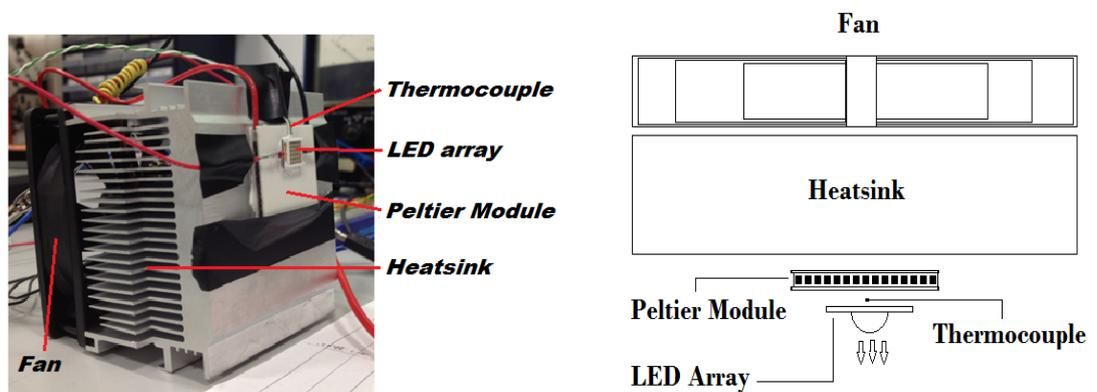 Thermocouple
LED array
Peltier Module
Heatsink
Fan
Fan
Heatsink
Peltier Module
Thermocouple
LED Array